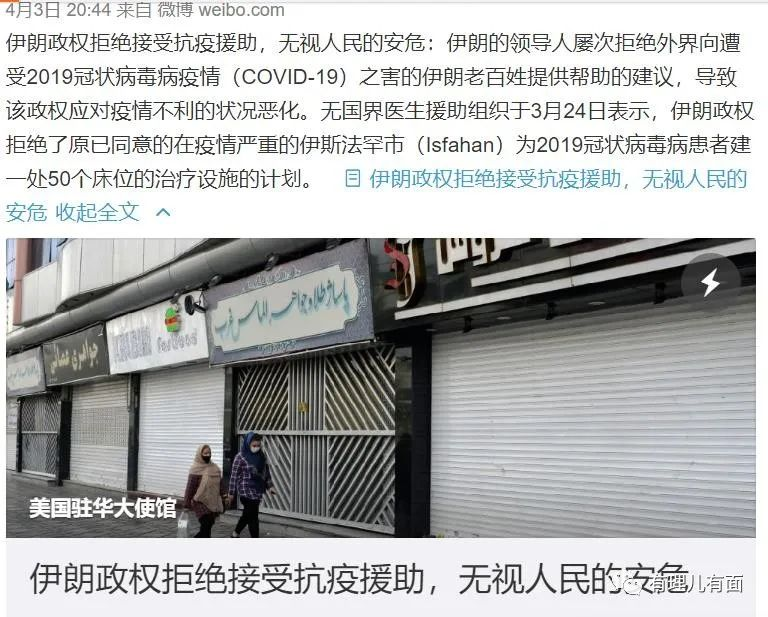 4月3日 20:44 来自 微博 weibo.com
伊朗政权拒绝接受抗疫援助，无视人民的安危：伊朗的领导人屡次拒绝外界向遭
受2019冠状病毒病疫情（COVID-19）之害的伊朗老百姓提供帮助的建议，导致
该政权应对疫情不利的状况恶化。无国界医生援助组织于3月24日表示，伊朗政权
拒绝了原已同意的在疫情严重的伊斯法罕市（Isfahan）为2019冠状病毒病患者建
一处50个床位的治疗设施的计划。 伊朗政权拒绝接受抗疫援助，无视人民的
安危 收起全文
پاساژ طلا و جواهر الماس غرب
جواهری
fast food
美国驻华大使馆
伊朗政权拒绝接受抗疫援助，无视人民的安危
有理儿有面